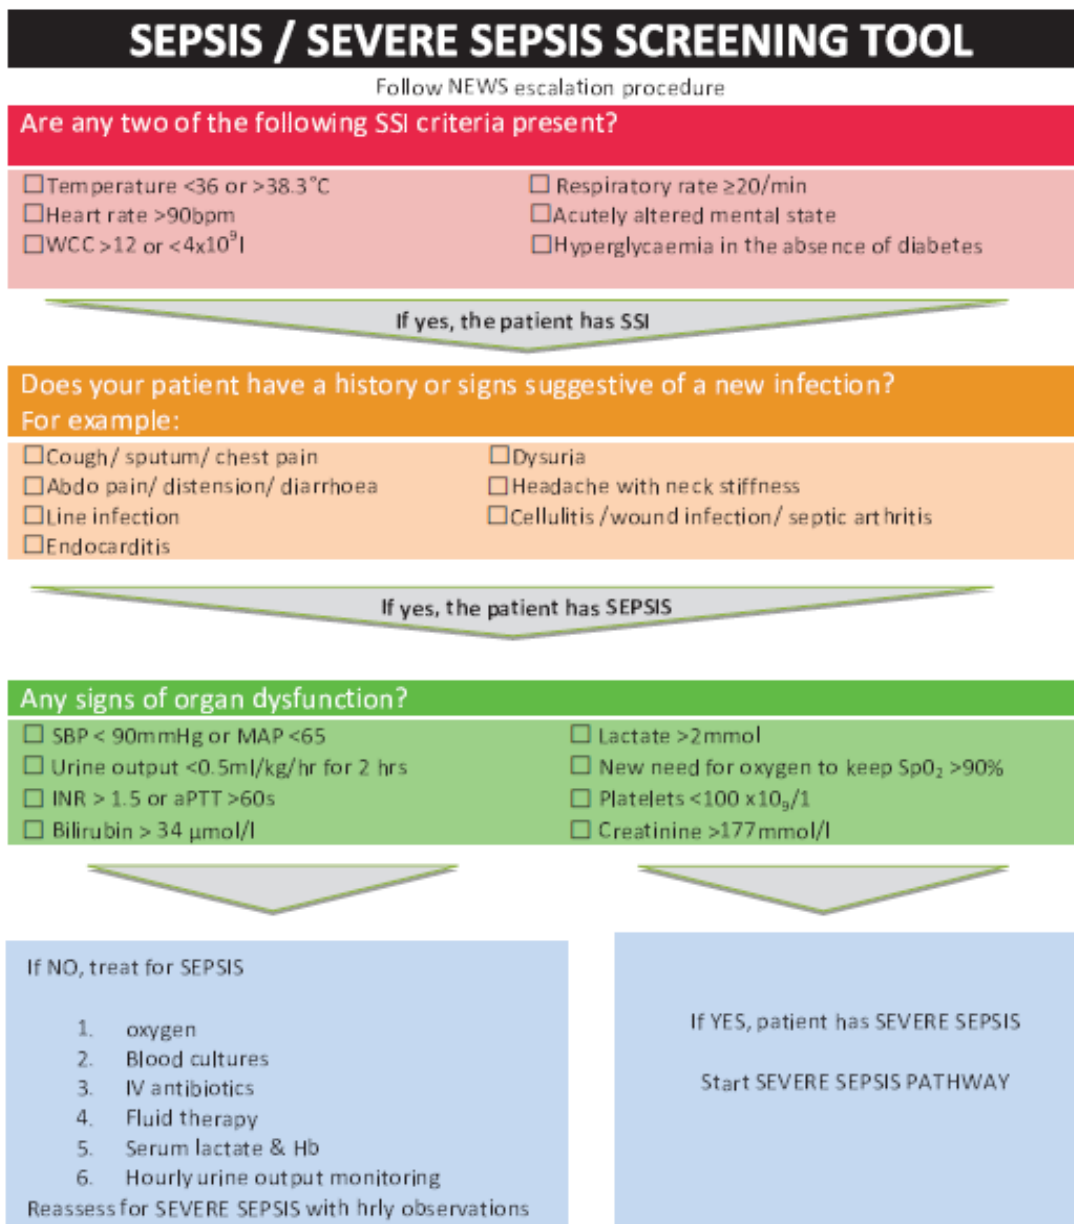 SEPSIS / SEVERE SEPSIS SCREENING TOOL
Follow NEWS escalation procedure
Are any two of the following SSI criteria present?
☐Temperature <36 or >38.3˚C
☐Heart rate >90bpm
☐WCC >12 or <4x10⁹l
☐ Respiratory rate ≥20/min
☐Acutely altered mental state
☐Hyperglycaemia in the absence of diabetes
If yes, the patient has SSI
Does your patient have a history or signs suggestive of a new infection?
For example:
☐Cough/ sputum/ chest pain
☐Abdo pain/ distension/ diarrhoea
☐Line infection
☐Endocarditis
☐Dysuria
☐Headache with neck stiffness
☐Cellulitis /wound infection/ septic arthritis
If yes, the patient has SEPSIS
Any signs of organ dysfunction?
☐ SBP < 90mmHg or MAP <65
☐ Urine output <0.5ml/kg/hr for 2 hrs
☐ INR > 1.5 or aPTT >60s
☐ Bilirubin > 34 µmol/l
☐ Lactate >2mmol
☐ New need for oxygen to keep Sp0₂ >90%
☐ Platelets <100 x10₉/1
☐ Creatinine >177mmol/l
If NO, treat for SEPSIS
1. oxygen
2. Blood cultures
3. IV antibiotics
4. Fluid therapy
5. Serum lactate & Hb
6. Hourly urine output monitoring
Reassess for SEVERE SEPSIS with hrly observations
If YES, patient has SEVERE SEPSIS
Start SEVERE SEPSIS PATHWAY